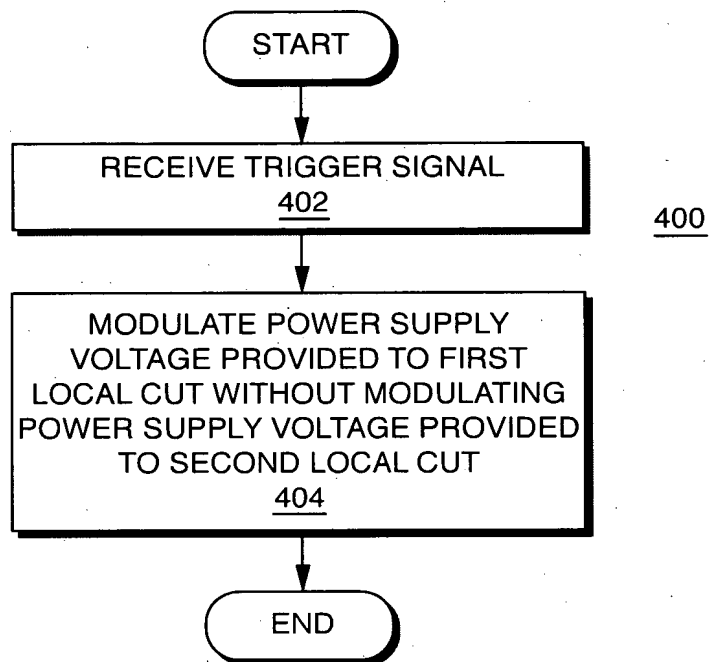 START
RECEIVE TRIGGER SIGNAL
402
400
MODULATE POWER SUPPLY
VOLTAGE PROVIDED TO FIRST
LOCAL CUT WITHOUT MODULATING
POWER SUPPLY VOLTAGE PROVIDED
TO SECOND LOCAL CUT
404
END